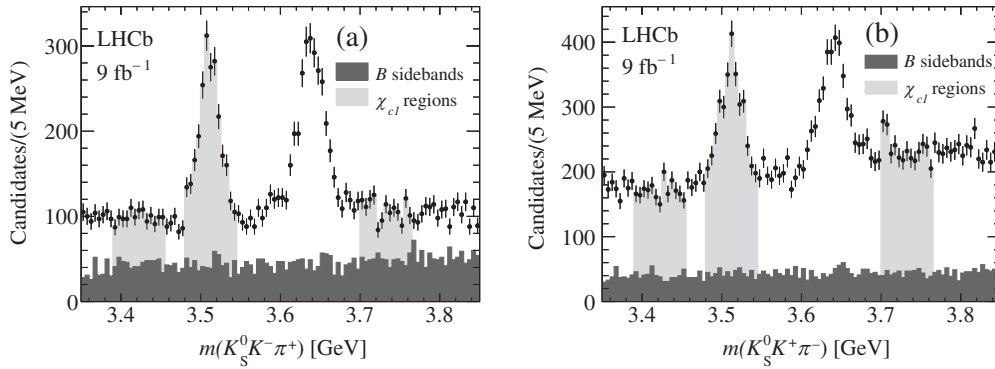 LHCb
9 fb⁻¹
(a)
B sidebands
χc1 regions
Candidates/(5 MeV)
300
200
100
0
3.4 3.5 3.6 3.7 3.8
m(K⁰S K⁻π⁺) [GeV]
LHCb
9 fb⁻¹
(b)
B sidebands
χc1 regions
Candidates/(5 MeV)
400
300
200
100
0
3.4 3.5 3.6 3.7 3.8
m(K⁰S K⁺π⁻) [GeV]